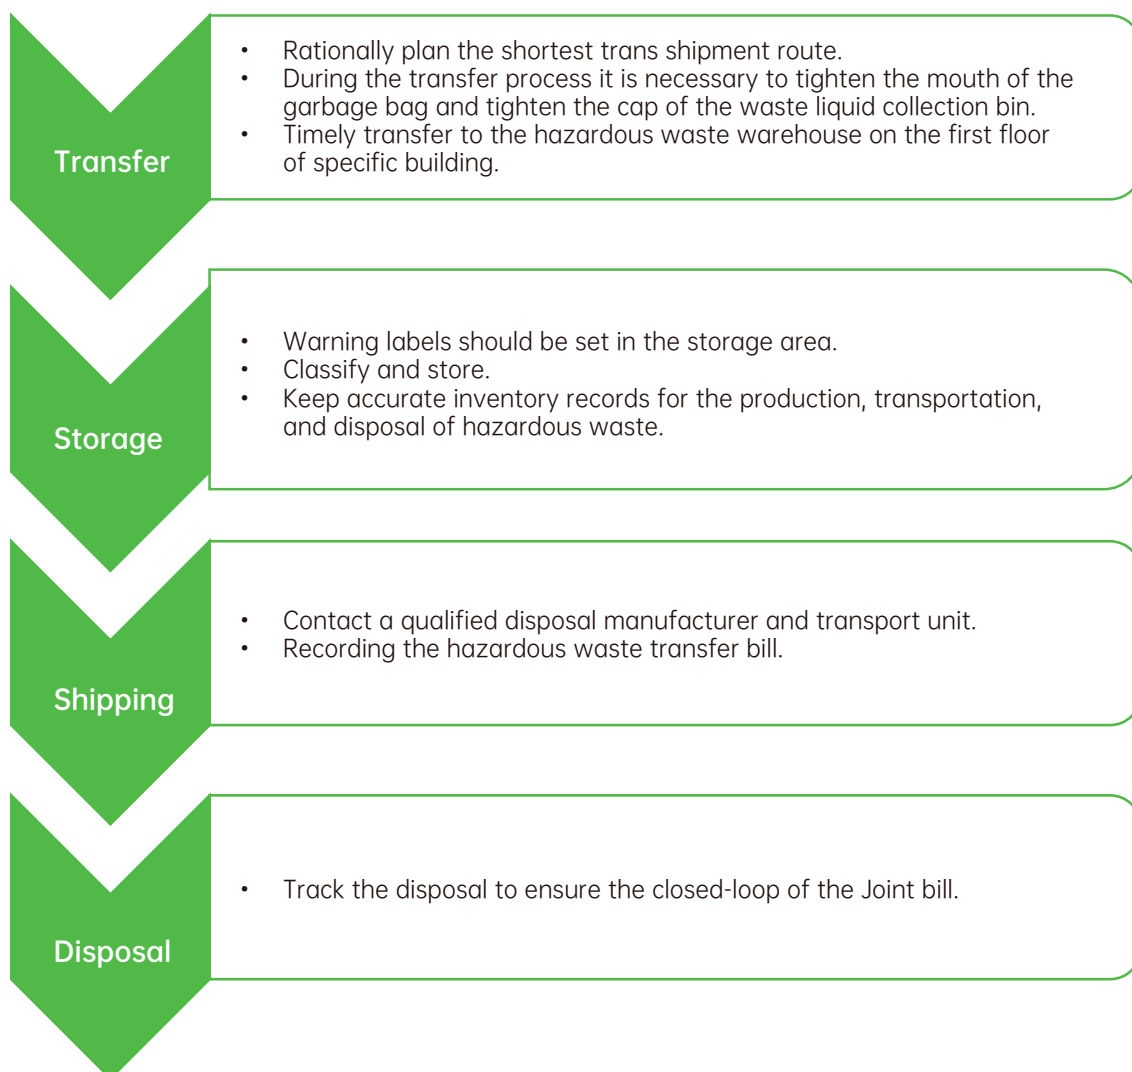 Transfer
• Rationally plan the shortest trans shipment route.
• During the transfer process it is necessary to tighten the mouth of the
garbage bag and tighten the cap of the waste liquid collection bin.
• Timely transfer to the hazardous waste warehouse on the first floor
of specific building.
Storage
• Warning labels should be set in the storage area.
• Classify and store.
• Keep accurate inventory records for the production, transportation,
and disposal of hazardous waste.
Shipping
• Contact a qualified disposal manufacturer and transport unit.
• Recording the hazardous waste transfer bill.
Disposal
• Track the disposal to ensure the closed-loop of the Joint bill.